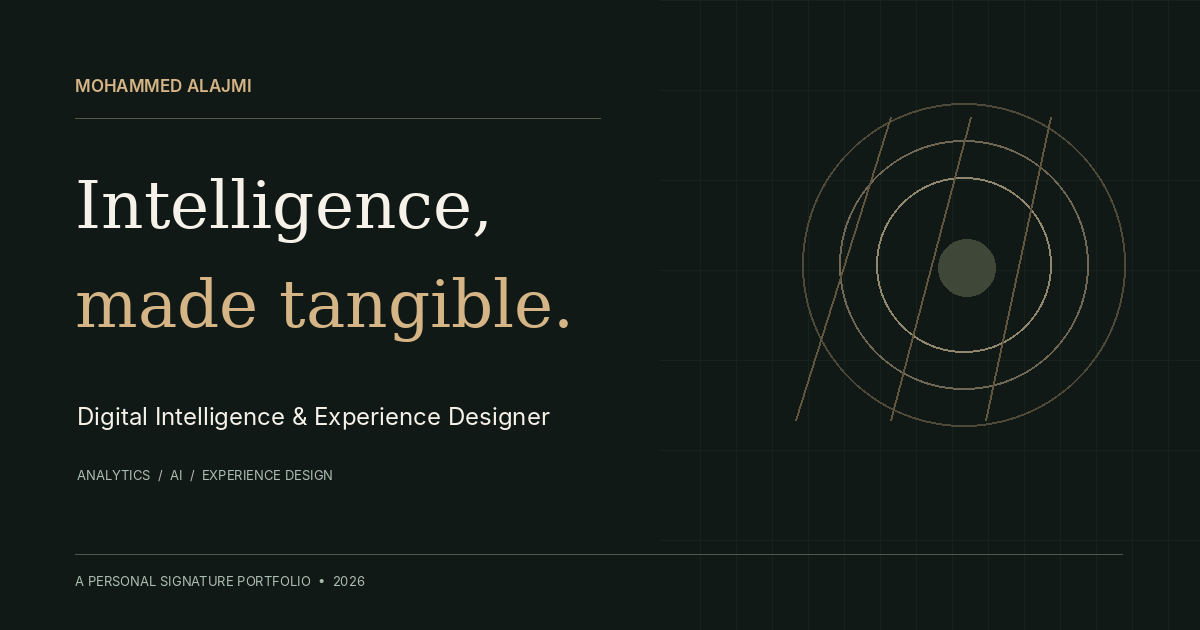 MOHAMMED ALAJMI
Intelligence,
made tangible.
Digital Intelligence & Experience Designer
ANALYTICS / AI / EXPERIENCE DESIGN
A PERSONAL SIGNATURE PORTFOLIO • 2026